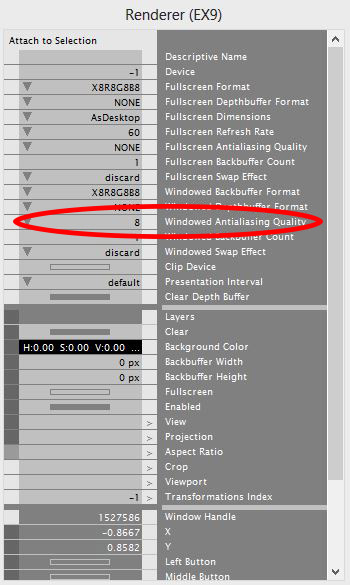 Renderer (EX9)
Attach to Selection
Descriptive Name
-1 Device
X8R8G8B8 Fullscreen Format
NONE Fullscreen Depthbuffer Format
AsDesktop Fullscreen Dimensions
60 Fullscreen Refresh Rate
NONE Fullscreen Antialiasing Quality
1 Fullscreen Backbuffer Count
discard Fullscreen Swap Effect
X8R8G8B8 Windowed Backbuffer Format
NONE Windowed Depthbuffer Format
8 Windowed Antialiasing Quality
1 Windowed Backbuffer Count
discard Windowed Swap Effect
Clip Device
default Presentation Interval
Clear Depth Buffer
Layers
Clear
H:0.00 S:0.00 V:0.00 ... Background Color
0 px Backbuffer Width
0 px Backbuffer Height
Fullscreen
Enabled
> View
> Projection
> Aspect Ratio
> Crop
> Viewport
-1 > Transformations Index
1527586 Window Handle
-0.8667 X
0.8582 Y
Left Button
Middle Button